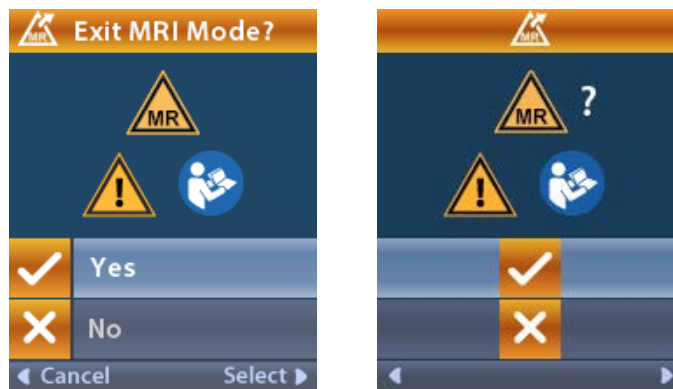 MR Exit MRI Mode?
MR
!
Yes
No
Cancel Select
MR
MR ?
!